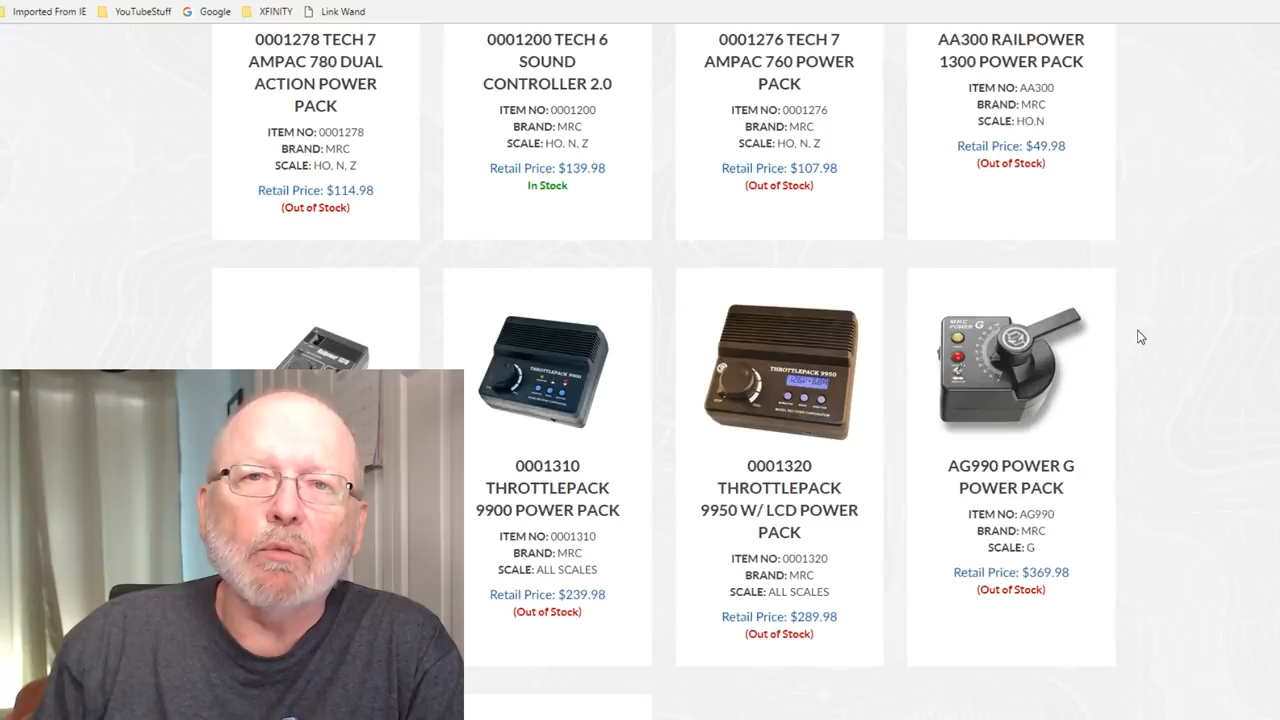 Imported From IE
YouTubeStuff
Google
XFINITY
Link Wand
0001278 TECH 7
AMPAC 780 DUAL
ACTION POWER
PACK
ITEM NO: 0001278
BRAND: MRC
SCALE: HO, N, Z
Retail Price: $114.98
(Out of Stock)
0001200 TECH 6
SOUND
CONTROLLER 2.0
ITEM NO: 0001200
BRAND: MRC
SCALE: HO, N, Z
Retail Price: $139.98
In Stock
0001276 TECH 7
AMPAC 760 POWER
PACK
ITEM NO: 0001276
BRAND: MRC
SCALE: HO, N, Z
Retail Price: $107.98
(Out of Stock)
AA300 RAILPOWER
1300 POWER PACK
ITEM NO: AA300
BRAND: MRC
SCALE: HO,N
Retail Price: $49.98
(Out of Stock)
THROTTLEPACK 9900
0001310
THROTTLEPACK
9900 POWER PACK
ITEM NO: 0001310
BRAND: MRC
SCALE: ALL SCALES
Retail Price: $239.98
(Out of Stock)
THROTTLEPACK 9950
MODEL RECTIFIER CORPORATION
0001320
THROTTLEPACK
9950 W/ LCD POWER
PACK
ITEM NO: 0001320
BRAND: MRC
SCALE: ALL SCALES
Retail Price: $289.98
(Out of Stock)
MRC
POWER G
AG990 POWER G
POWER PACK
ITEM NO: AG990
BRAND: MRC
SCALE: G
Retail Price: $369.98
(Out of Stock)